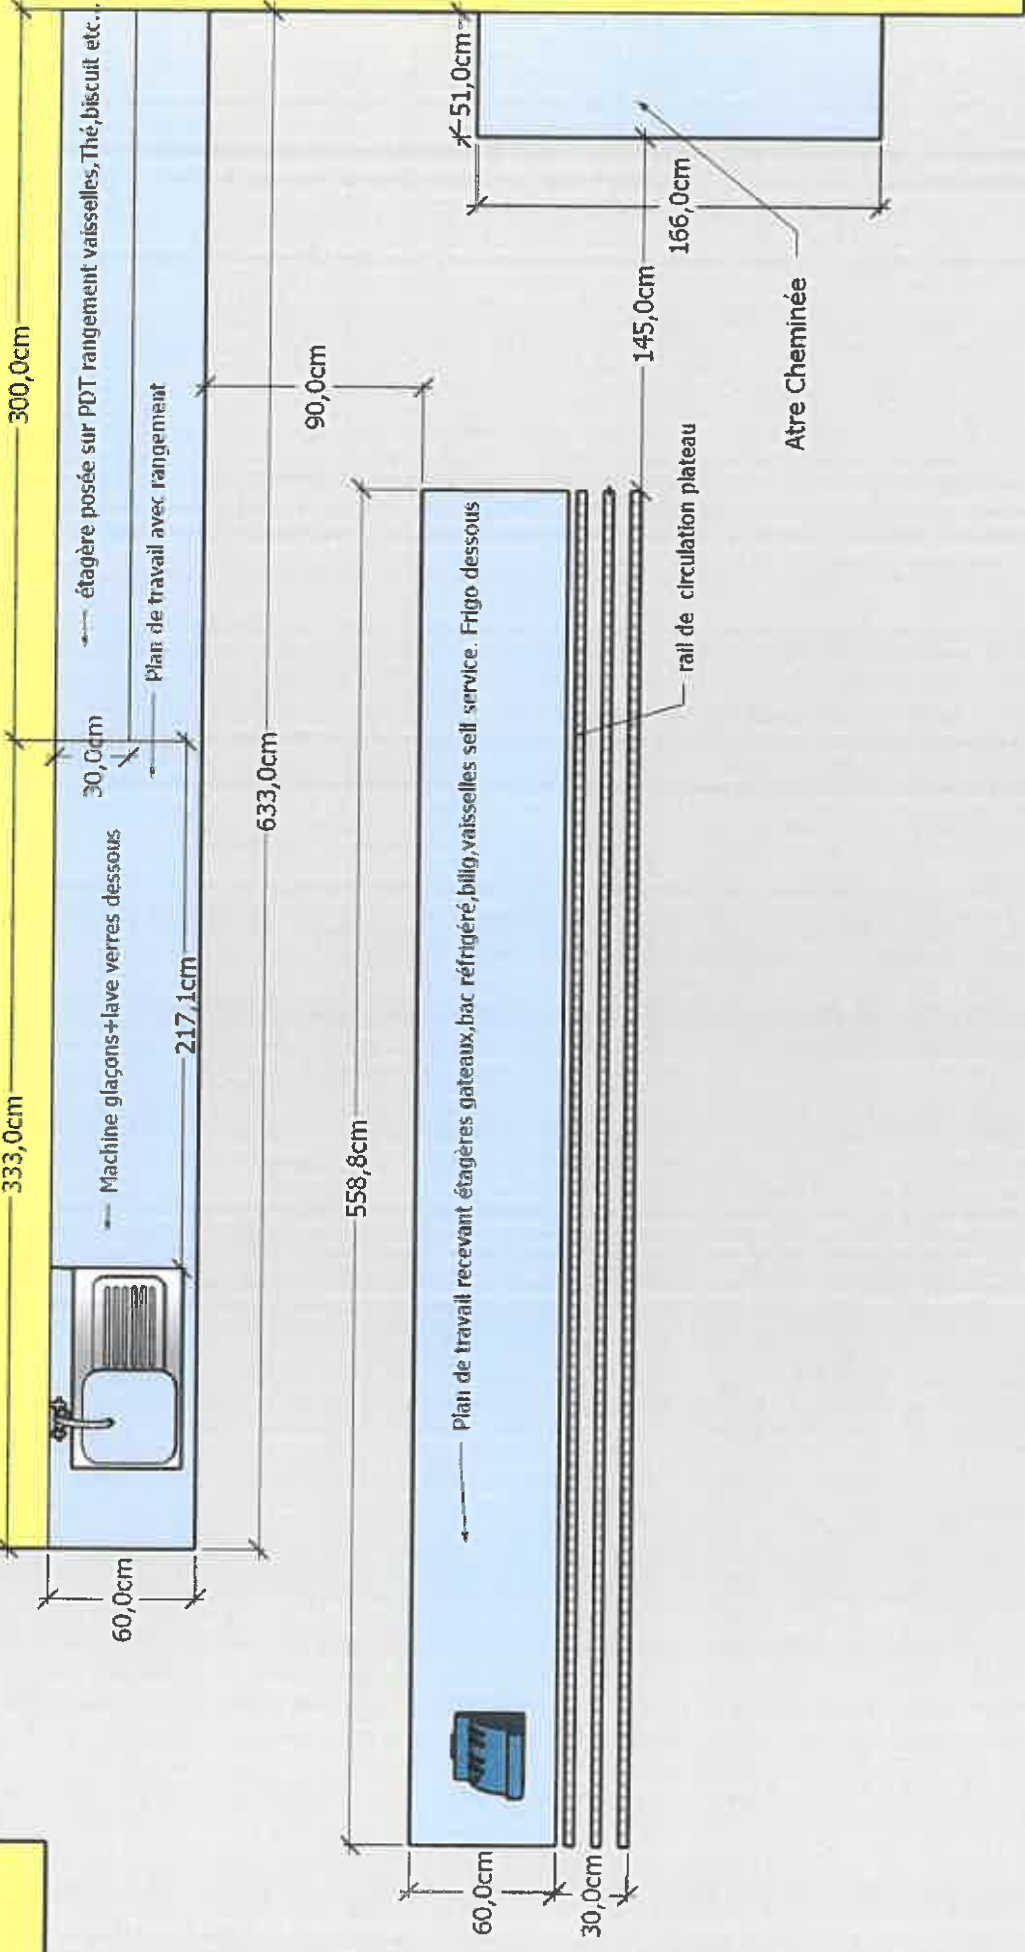 333,0cm
300,0cm
60,0cm
Machine glaçons+lave verres dessous
30,0cm
étagère posée sur PDT rangement vaisselles,Thé,biscuit etc..
Plan de travail avec rangement
217,1cm
633,0cm
90,0cm
558,8cm
60,0cm
Plan de travail recevant étagères gateaux,bac réfrigéré,bilig,vaisselles self service. Frigo dessous
30,0cm
rail de circulation plateau
145,0cm
51,0cm
166,0cm
Atre Cheminée